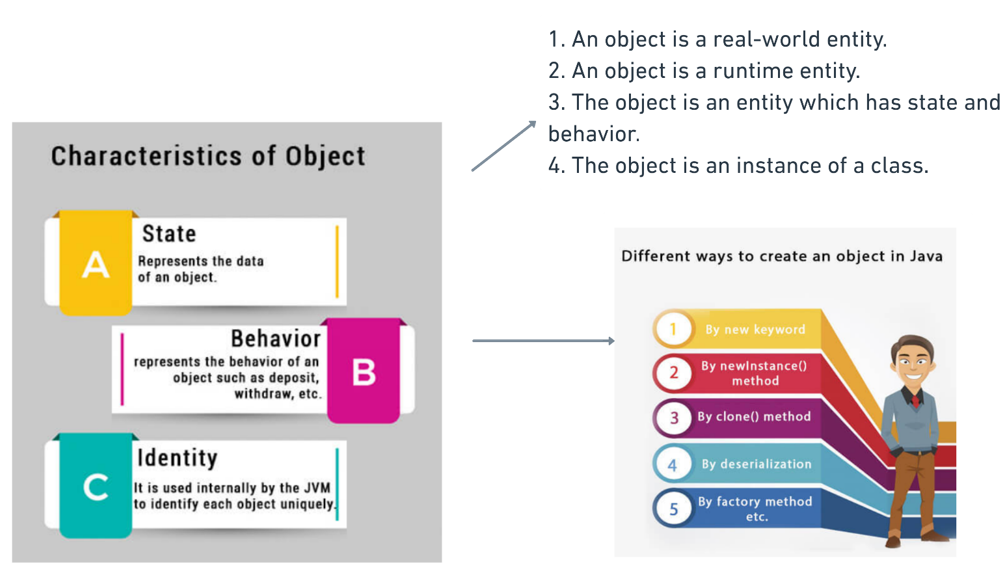 1. An object is a real-world entity.
2. An object is a runtime entity.
3. The object is an entity which has state and
behavior.
4. The object is an instance of a class.
Characteristics of Object
A
State
Represents the data
of an object.
Behavior
represents the behavior of an
object such as deposit,
withdraw, etc.
B
C
Identity
It is used internally by the JVM
to identify each object uniquely.
Different ways to create an object in Java
1 By new keyword
2 By newInstance()
method
3 By clone() method
4 By deserialization
5 By factory method
etc.